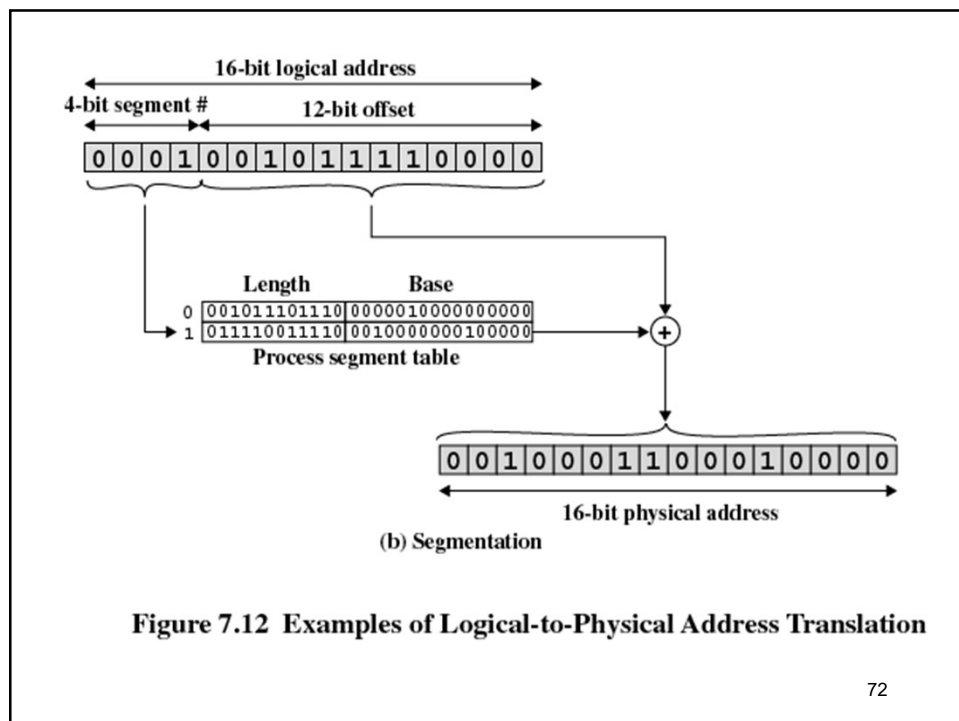 16-bit logical address
4-bit segment # 12-bit offset
0 0 0 1 0 0 1 0 1 1 1 1 0 0 0 0
Length Base
0 001011101110 0000010000000000
1 011110011110 0010000000100000
+
Process segment table
0 0 1 0 0 0 1 1 0 0 0 1 0 0 0 0
16-bit physical address
(b) Segmentation
Figure 7.12 Examples of Logical-to-Physical Address Translation
72